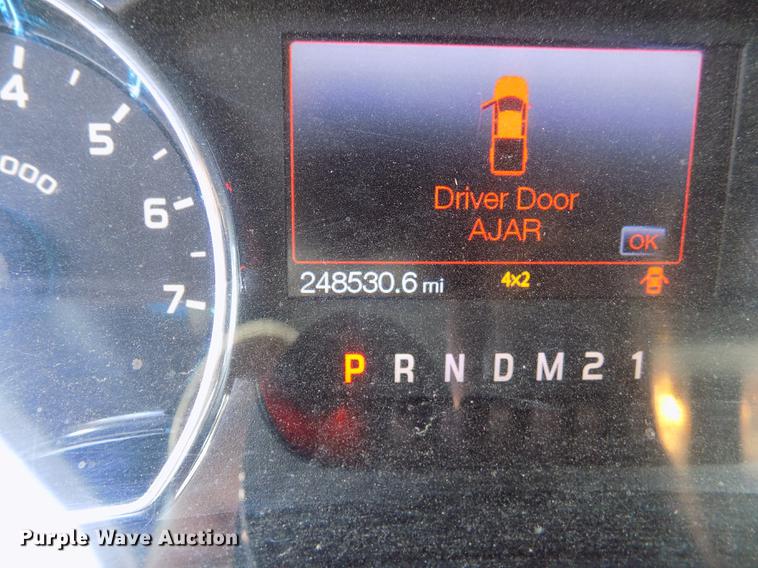 4
5
6
7
000
Driver Door
AJAR
OK
248530.6 mi
4x2
P R N D M 2 1
Purple Wave Auction